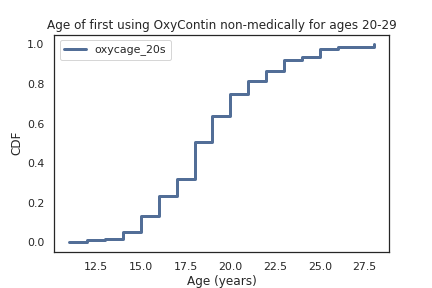 Age of first using OxyContin non-medically for ages 20-29
oxycage_20s
1.0
0.8
0.6
0.4
0.2
0.0
CDF
12.5 15.0 17.5 20.0 22.5 25.0 27.5
Age (years)